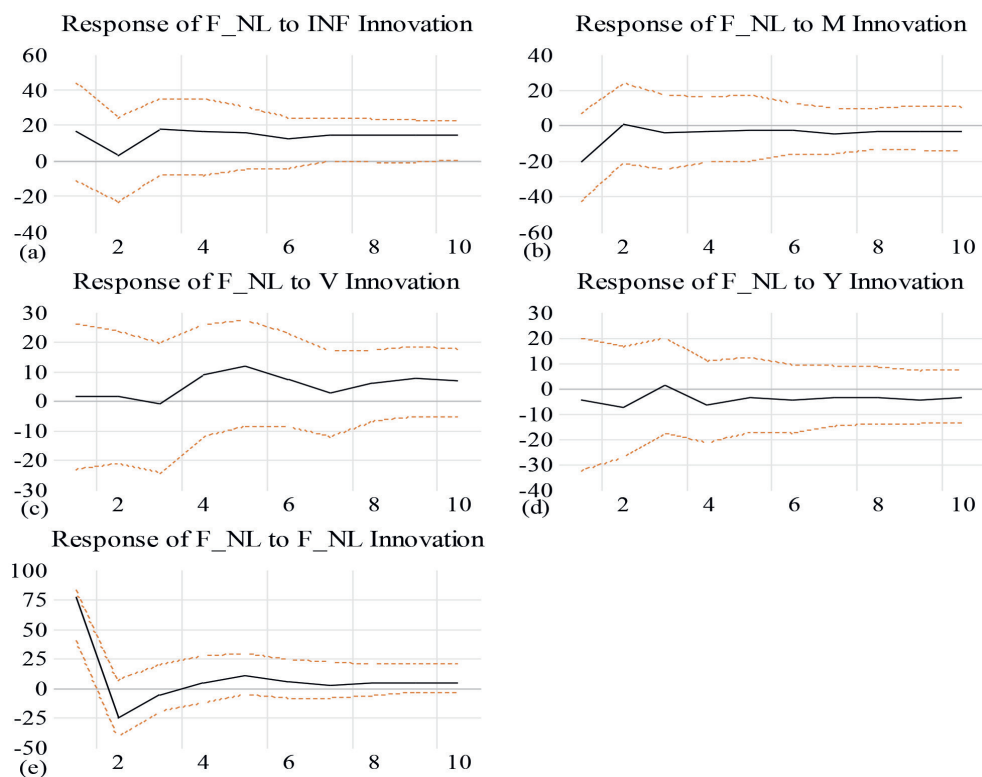 Response of F_NL to INF Innovation
60
40
20
0
-20
-40
(a)
2 4 6 8 10
Response of F_NL to M Innovation
40
20
0
-20
-40
-60
(b)
2 4 6 8 10
Response of F_NL to V Innovation
30
20
10
0
-10
-20
-30
(c)
2 4 6 8 10
Response of F_NL to Y Innovation
30
20
10
0
-10
-20
-30
-40
(d)
2 4 6 8 10
Response of F_NL to F_NL Innovation
100
75
50
25
0
-25
-50
(e)
2 4 6 8 10